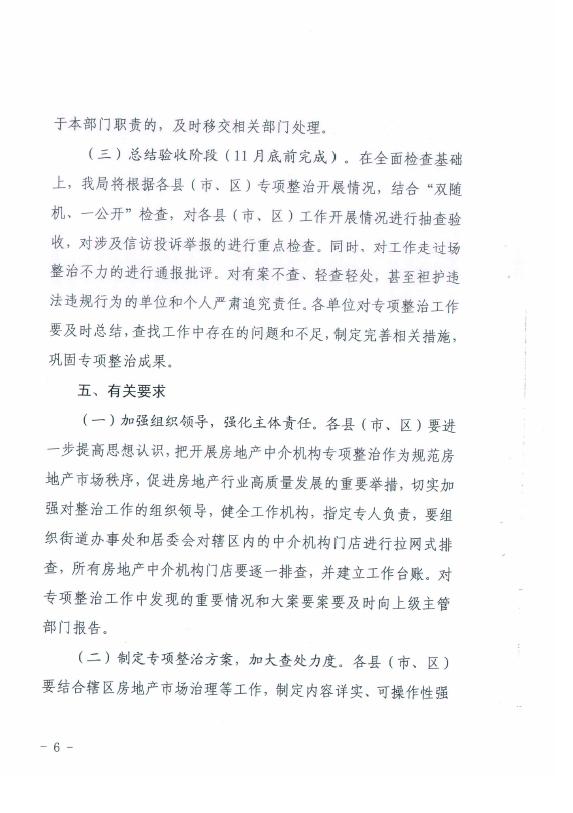 于本部门职责的，及时移交相关部门处理。
（三）总结验收阶段（11月底前完成）。在全面检查基础
上，我局将根据各县（市、区）专项整治开展情况，结合“双随
机、一公开”检查，对各县（市、区）工作开展情况进行抽查验
收，对涉及信访投诉举报的进行重点检查。同时、对工作走过场
整治不力的进行通报批评。对有案不查、轻查轻处，甚至袒护违
法违规行为的单位和个人严肃追究责任。各单位对专项整治工作
要及时总结，查找工作中存在的问题和不足，制定完善相关措施，
巩固专项整治成果。
五、有关要求
（一）加强组织领导，强化主体责任。各县（市、区）要进
一步提高思想认识，把开展房地产中介机构专项整治作为规范房
地产市场秩序，促进房地产行业高质量发展的重要举措，切实加
强对整治工作的组织领导，健全工作机构，指定专人负责，要组
织街道办事处和居委会对辖区内的中介机构门店进行拉网式排
查，所有房地产中介机构门店要逐一排查，并建立工作台账。对
专项整治工作中发现的重要情况和大案要案要及时向上级主管
部门报告。
（二）制定专项整治方案，加大查处力度。各县（市、区）
要结合辖区房地产市场治理等工作，制定内容详实、可操作性强
- 6 -